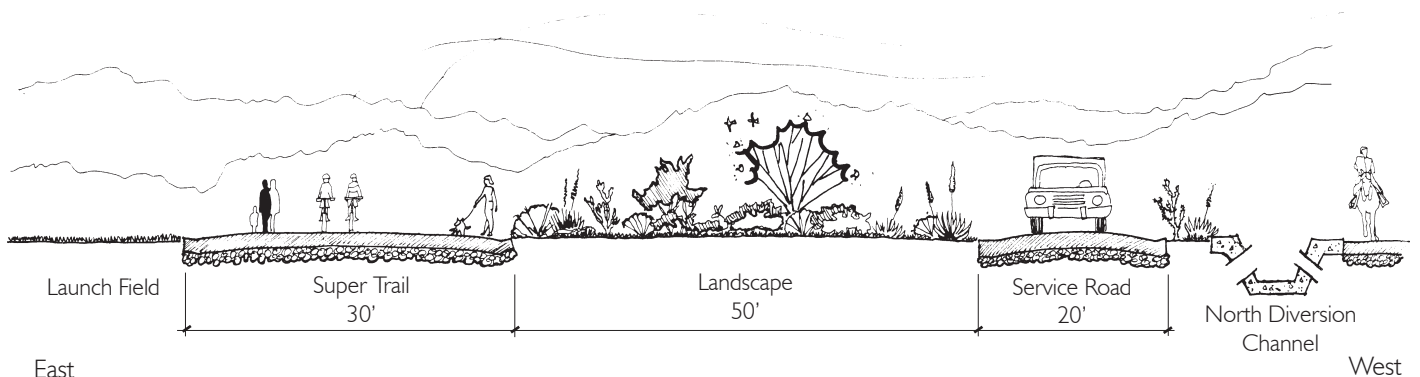 Launch Field
Super Trail
30’
Landscape
50’
Service Road
20’
North Diversion
Channel
East
West